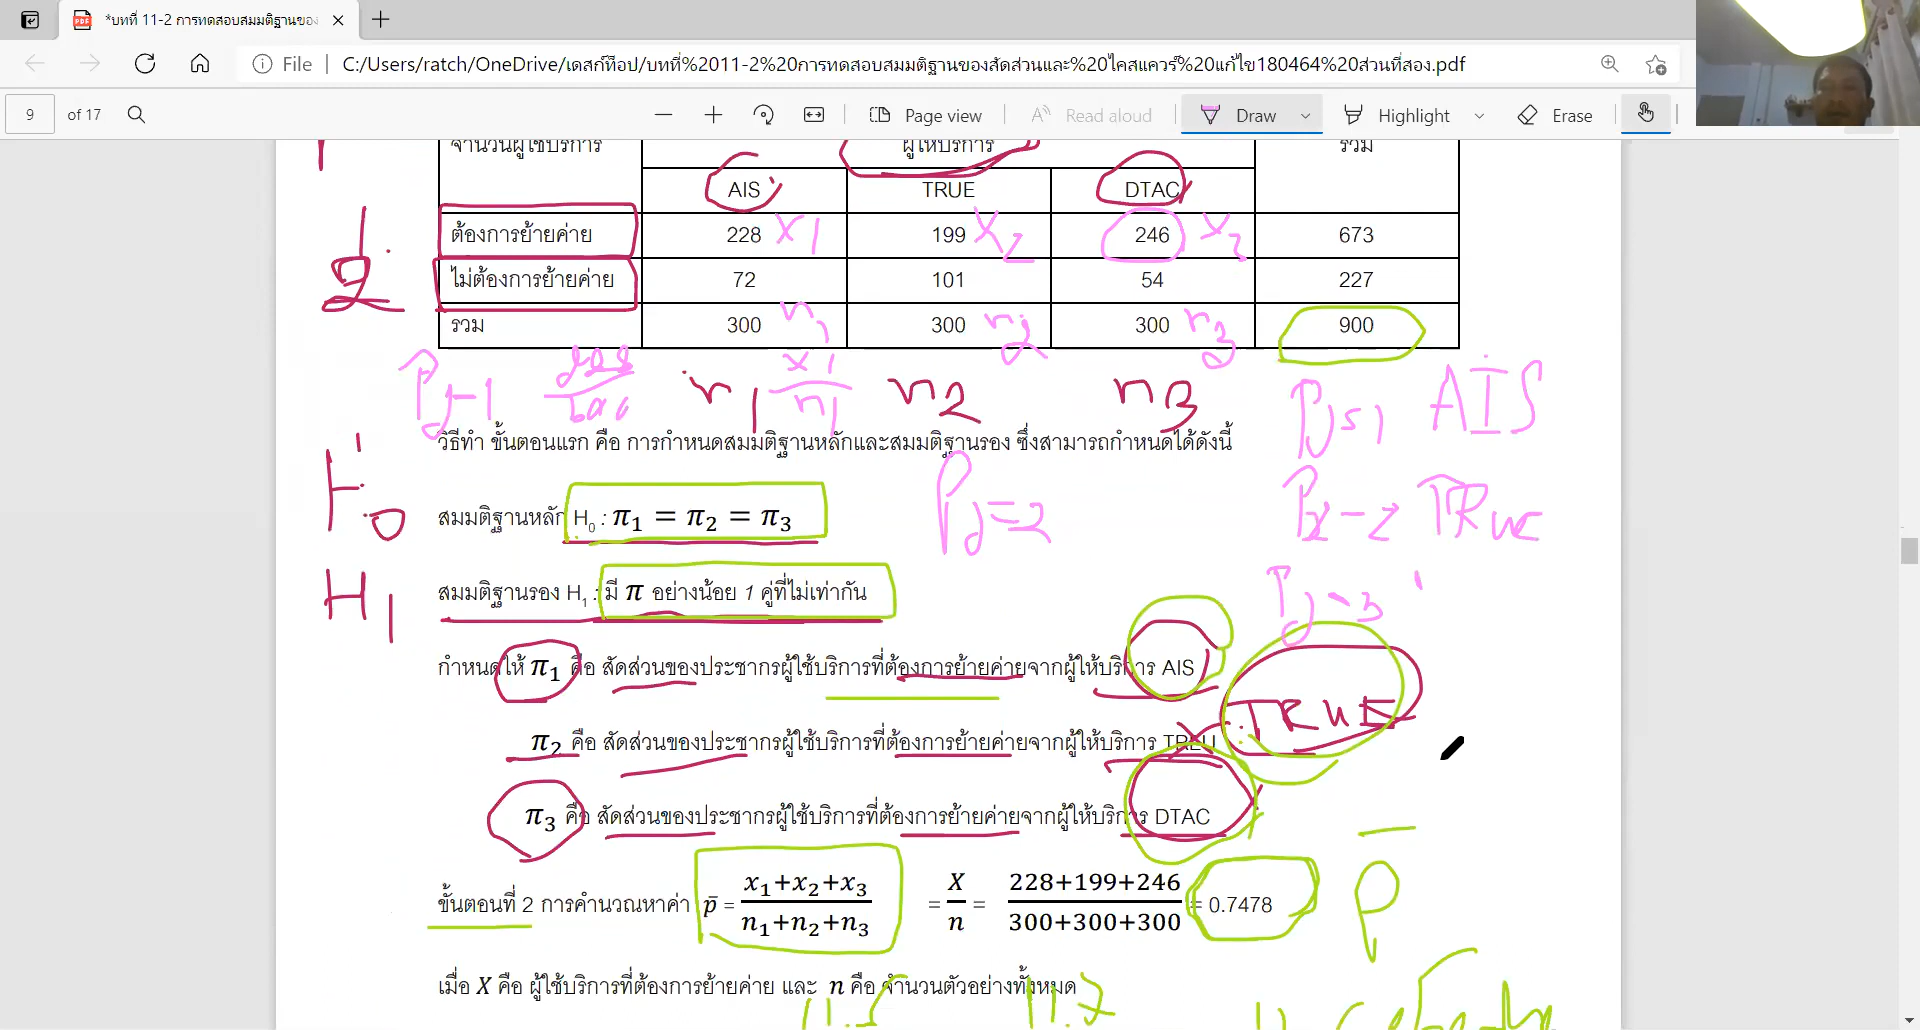 *บทที่ 11-2 การทดสอบสมมติฐานของ
File C:/Users/ratch/OneDrive/เดสก์ท็อป/บทที่%2011-2%20การทดสอบสมมติฐานของสัดส่วนและ%20ไคสแควร์%20แก้ไข180464%20ส่วนที่สอง.pdf
9 of 17 Page view Read aloud Draw Highlight Erase
จำนวนผู้ใช้บริการ ผู้ให้บริการ รวม
AIS TRUE DTAC
ต้องการย้ายค่าย 228 x1 199 x2 246 673
ไม่ต้องการย้ายค่าย 72 101 54 227
รวม 300 n1 300 n2 300 n3 900
n1 x1/n1 n2 n3 AIS
วิธีทำ ขั้นตอนแรก คือ การกำหนดสมมติฐานหลักและสมมติฐานรอง ซึ่งสามารถกำหนดได้ดังนี้
H0 สมมติฐานหลัก H0 : π1 = π2 = π3 Pj=2 TRUE
H1 สมมติฐานรอง H1 : มี π อย่างน้อย 1 คู่ที่ไม่เท่ากัน
กำหนดให้ π1 คือ สัดส่วนของประชากรผู้ใช้บริการที่ต้องการย้ายค่ายจากผู้ให้บริการ AIS
TRUE
π2 คือ สัดส่วนของประชากรผู้ใช้บริการที่ต้องการย้ายค่ายจากผู้ให้บริการ TREU
π3 คือ สัดส่วนของประชากรผู้ใช้บริการที่ต้องการย้ายค่ายจากผู้ให้บริการ DTAC
ขั้นตอนที่ 2 การคำนวณหาค่า p̄ = (x1+x2+x3)/(n1+n2+n3) = X/n = (228+199+246)/(300+300+300) = 0.7478 p̄
เมื่อ X คือ ผู้ใช้บริการที่ต้องการย้ายค่าย และ n คือ จำนวนตัวอย่างทั้งหมด